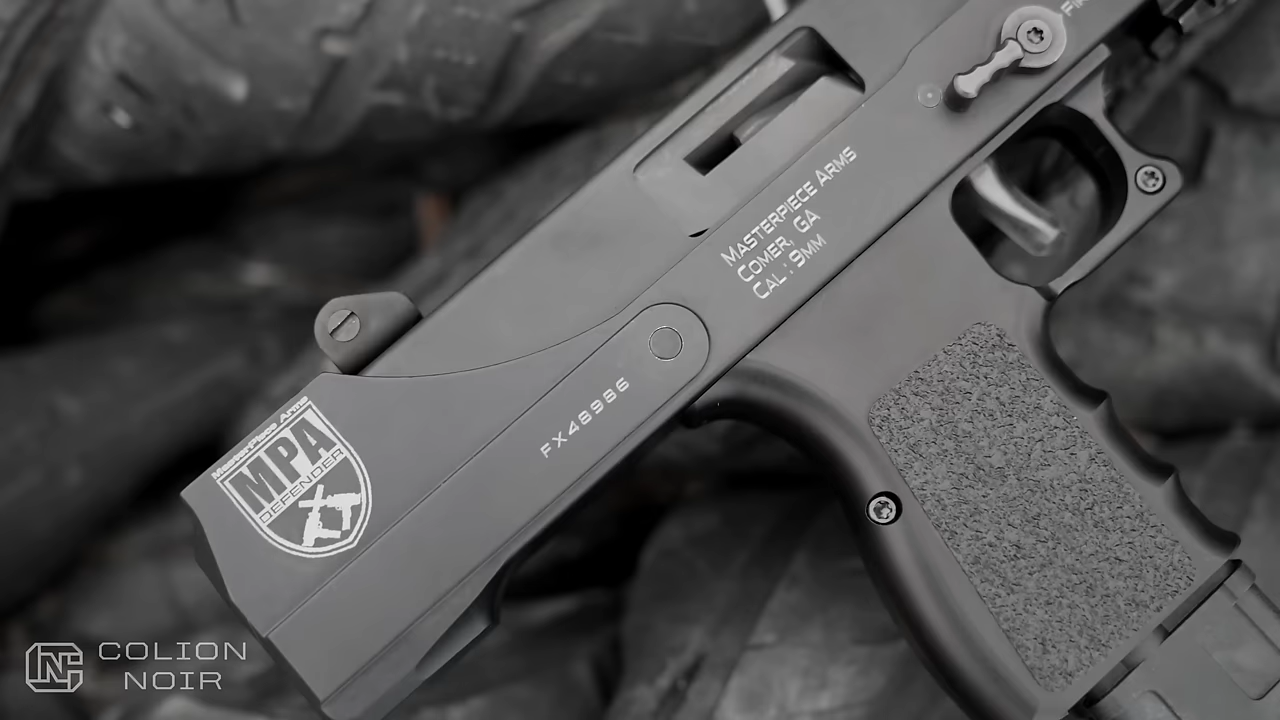 MASTERPIECE ARMS
COMER, GA
CAL: 9MM
FX48986
MasterPiece Arms
MPA
DEFENDER
COLION
NOIR